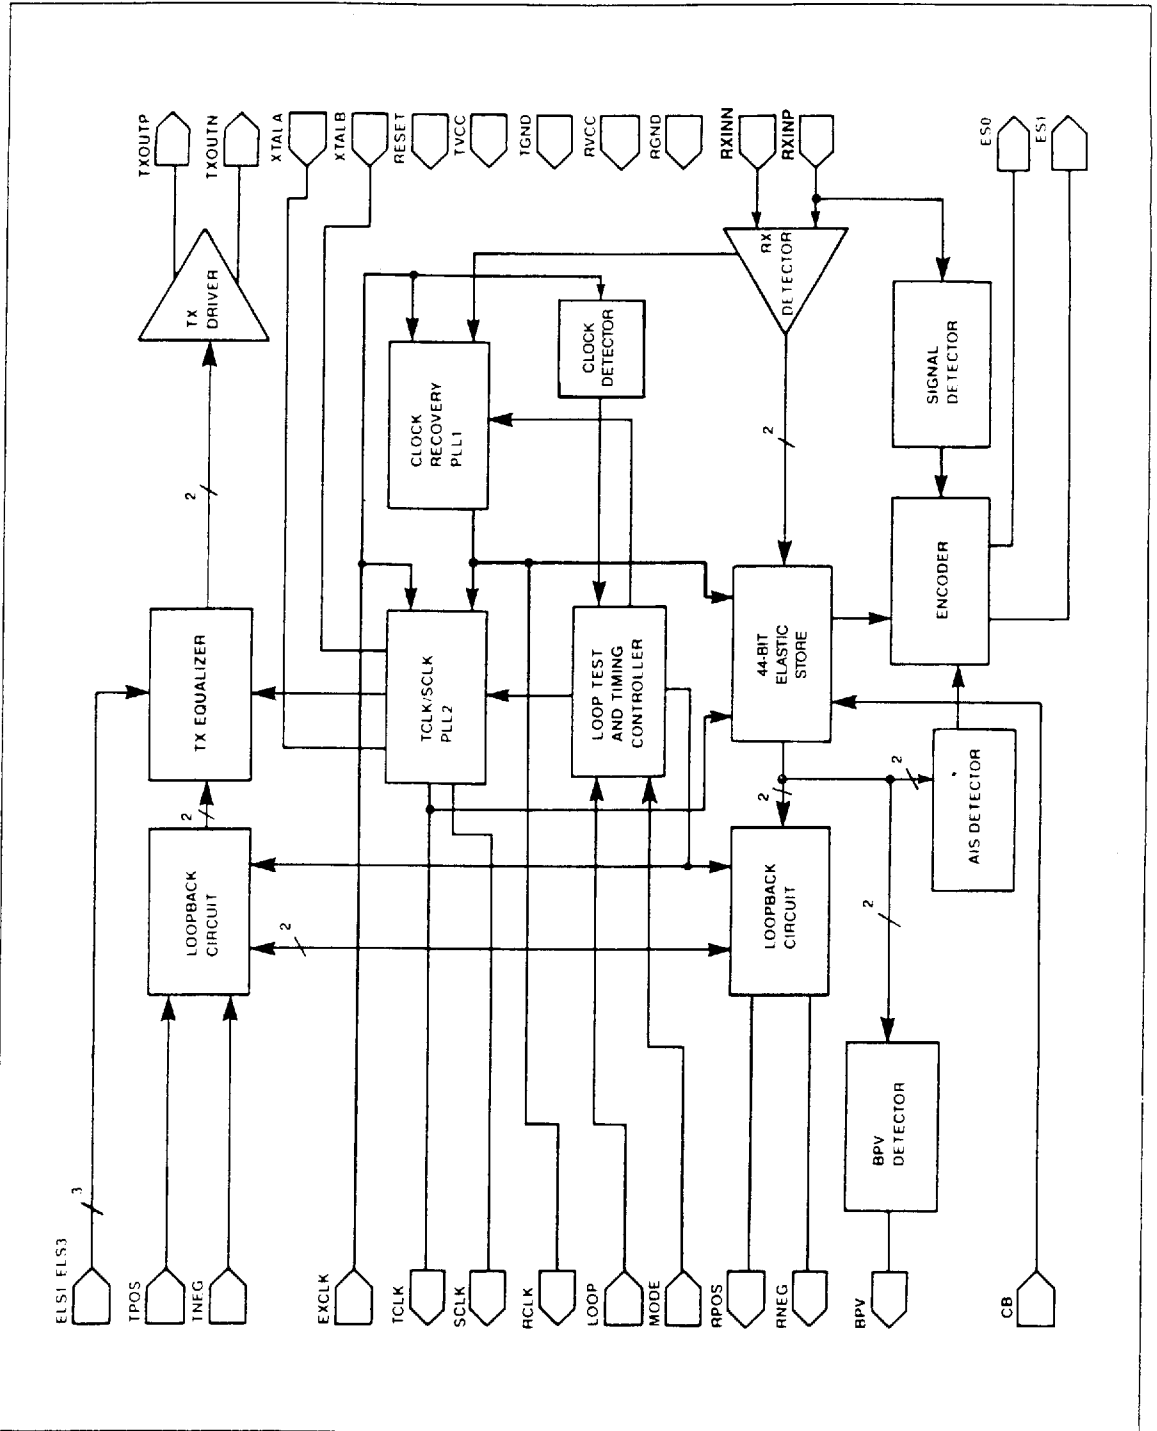 ELS1 ELS3
3
TPOS
TNEG
EXCLK
TCLK
SCLK
RCLK
LOOP
MODE
RPOS
RNEG
BPV
CB
LOOPBACK
CIRCUIT
2
TX EQUALIZER
2
TX
DRIVER
TXOUTP
TXOUTN
XTALA
XTALB
RESET
TVCC
TGND
RVCC
RGND
RXINN
RXINP
ES0
ES1
2
TCLK/SCLK
PLL2
CLOCK
RECOVERY
PLL1
LOOP TEST
AND TIMING
CONTROLLER
CLOCK
DETECTOR
LOOPBACK
CIRCUIT
2
44-BIT
ELASTIC
STORE
2
RX
DETECTOR
BPV
DETECTOR
2
AIS DETECTOR
2
ENCODER
SIGNAL
DETECTOR